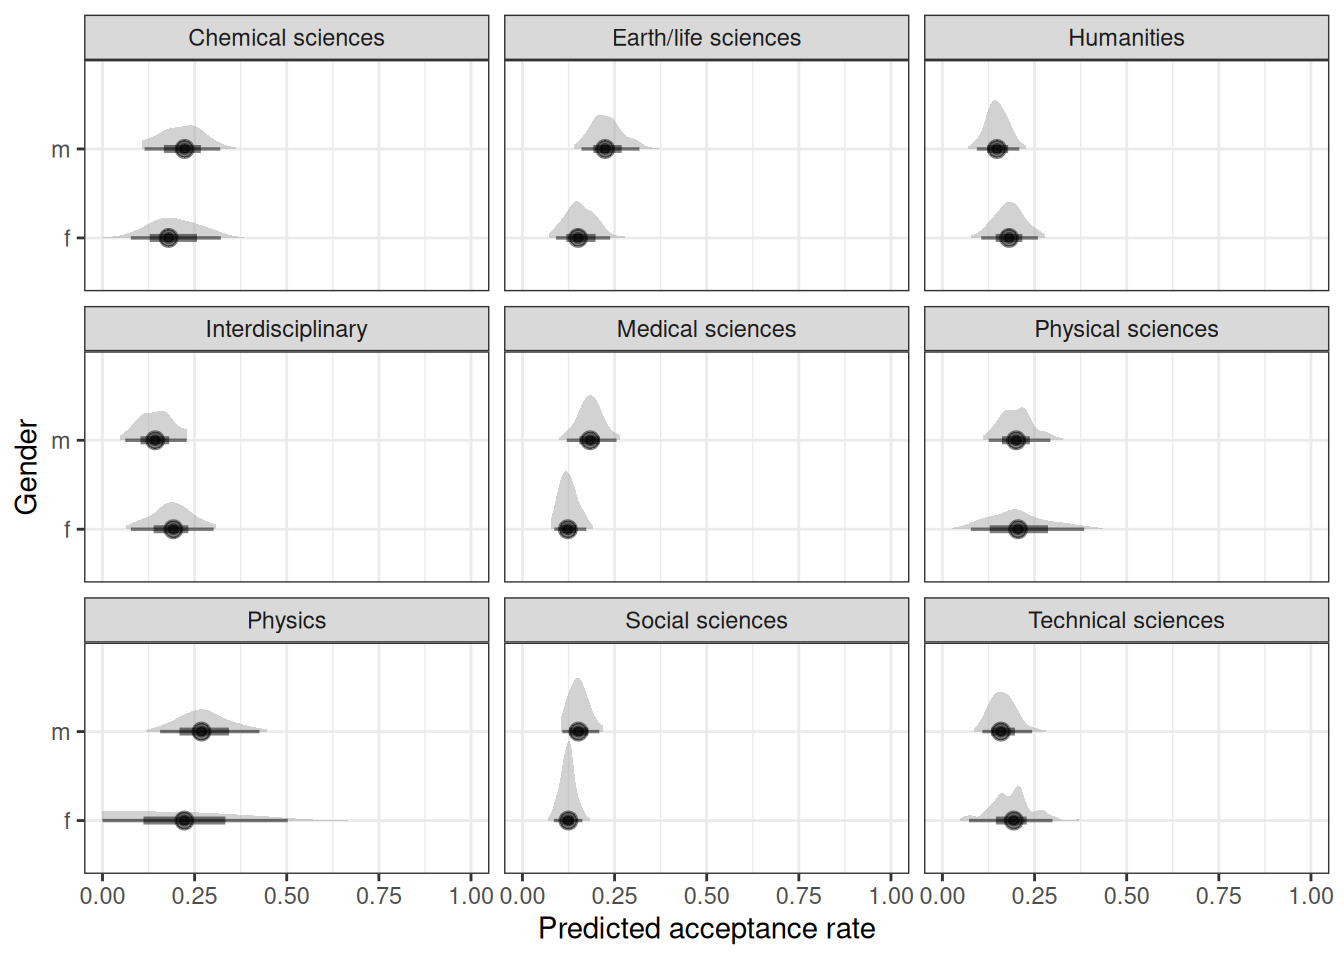 Chemical sciences Earth/life sciences Humanities
m
f
Interdisciplinary Medical sciences Physical sciences
Gender
m
f
Physics Social sciences Technical sciences
m
f
0.00 0.25 0.50 0.75 1.00 0.00 0.25 0.50 0.75 1.00 0.00 0.25 0.50 0.75 1.00
Predicted acceptance rate